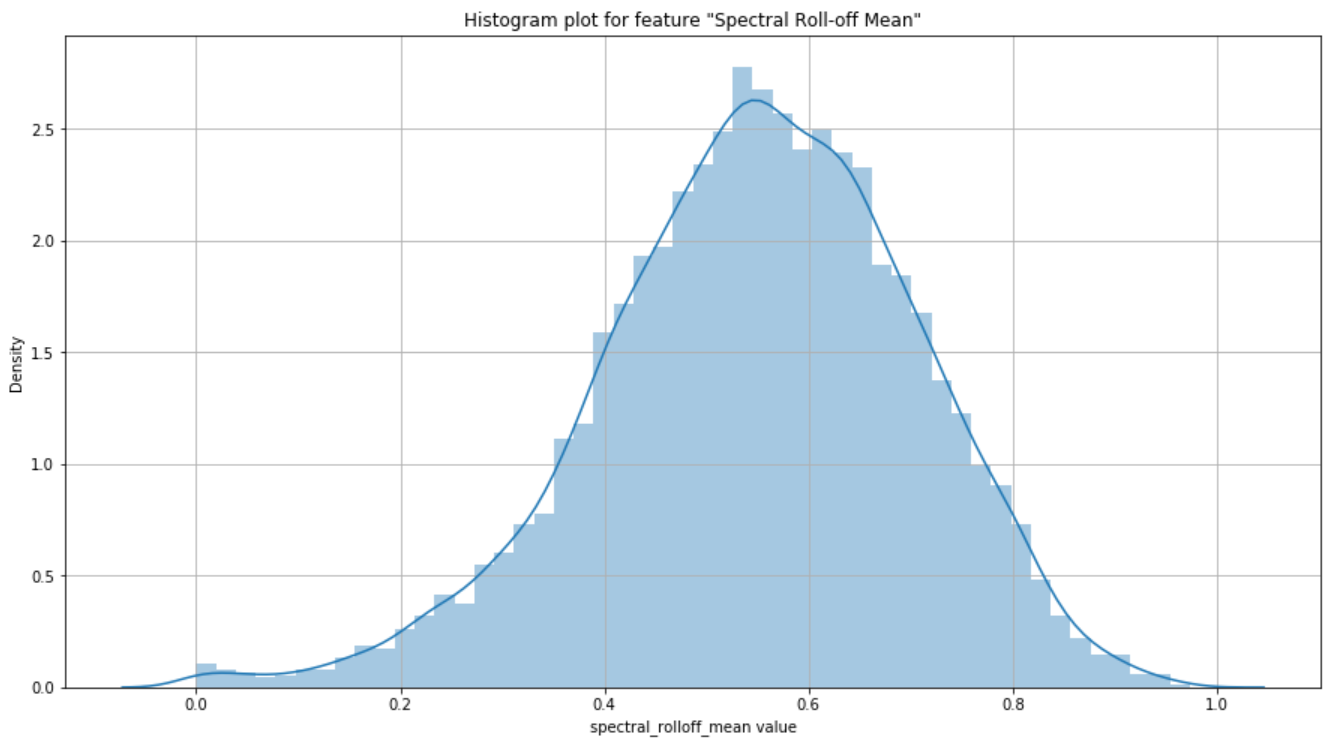 Histogram plot for feature "Spectral Roll-off Mean"
2.5
2.0
1.5
1.0
0.5
0.0
Density
0.0 0.2 0.4 0.6 0.8 1.0
spectral_rolloff_mean value